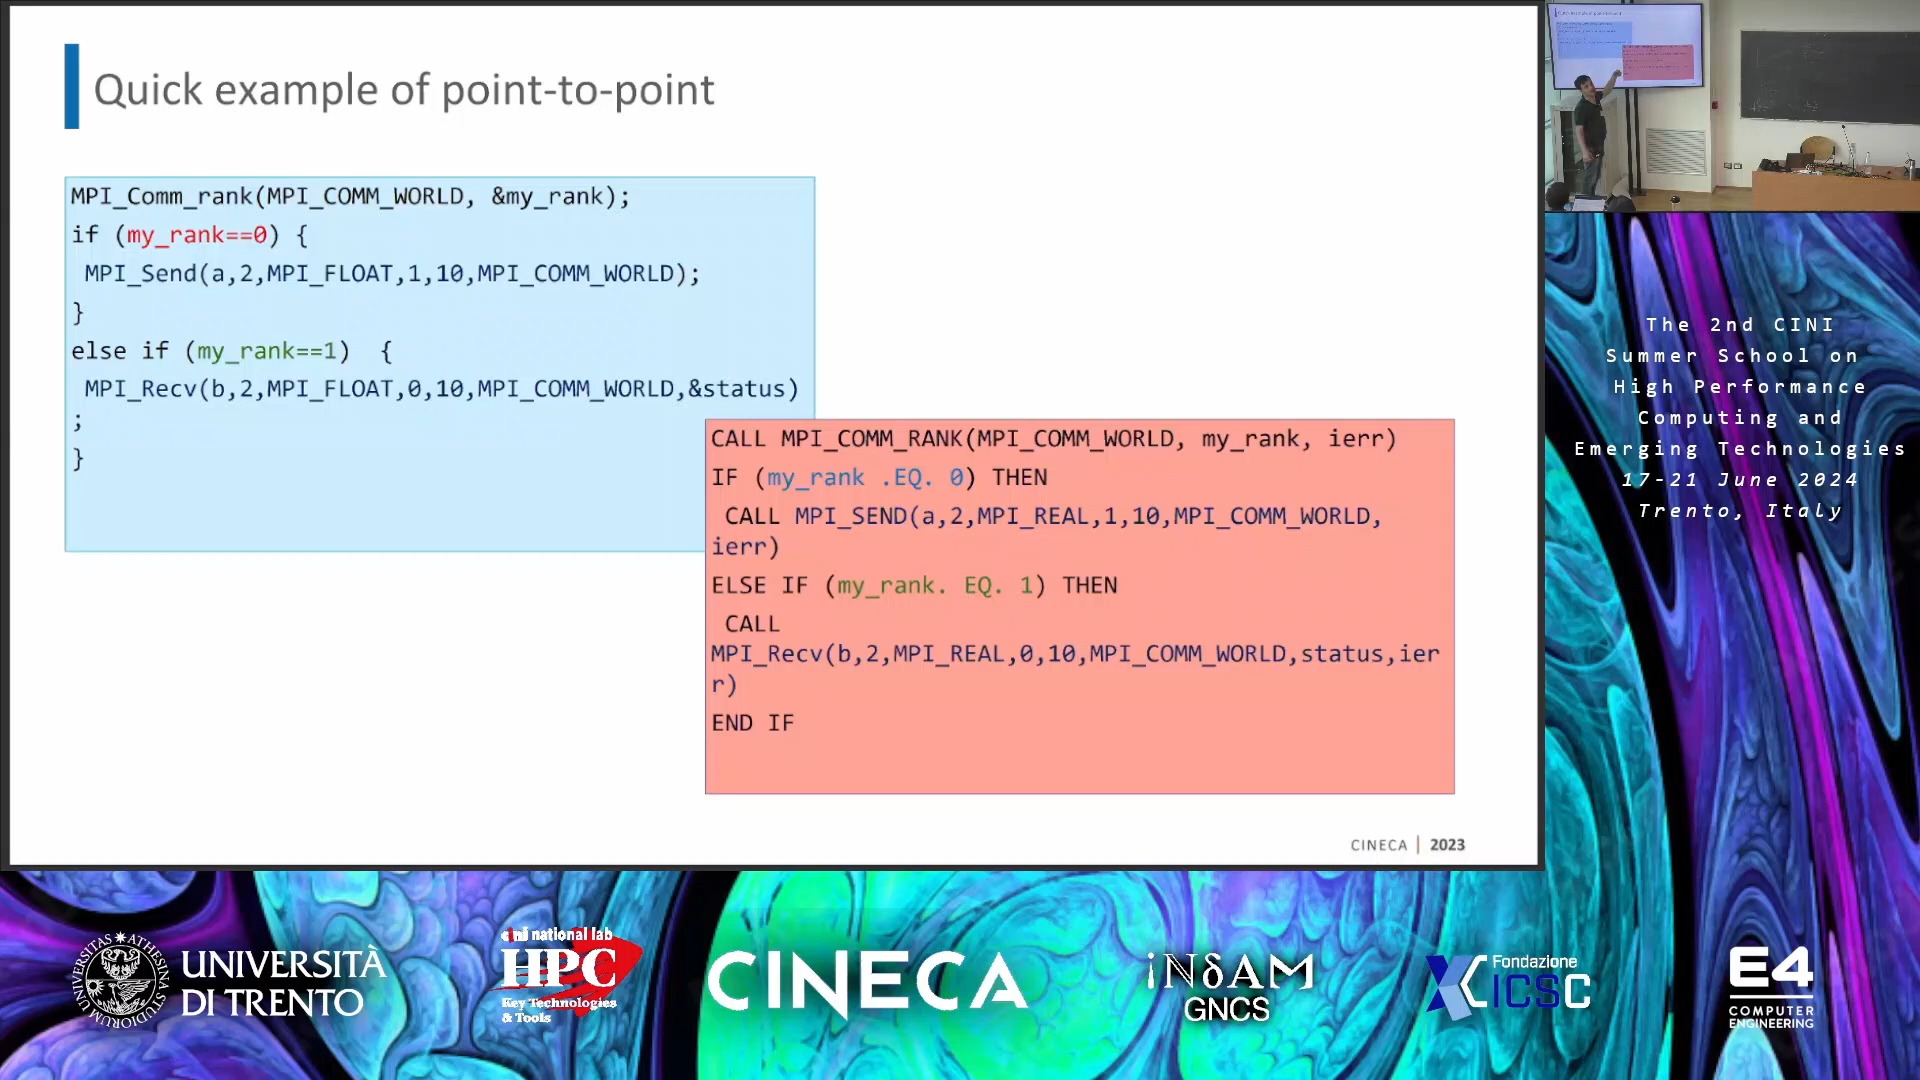 Quick example of point-to-point
MPI_Comm_rank(MPI_COMM_WORLD, &my_rank);
if (my_rank==0) {
MPI_Send(a,2,MPI_FLOAT,1,10,MPI_COMM_WORLD);
}
else if (my_rank==1) {
MPI_Recv(b,2,MPI_FLOAT,0,10,MPI_COMM_WORLD,&status)
;
}
CALL MPI_COMM_RANK(MPI_COMM_WORLD, my_rank, ierr)
IF (my_rank .EQ. 0) THEN
CALL MPI_SEND(a,2,MPI_REAL,1,10,MPI_COMM_WORLD,
ierr)
ELSE IF (my_rank. EQ. 1) THEN
CALL
MPI_Recv(b,2,MPI_REAL,0,10,MPI_COMM_WORLD,status,ier
r)
END IF
CINECA | 2023
The 2nd CINI
Summer School on
High Performance
Computing and
Emerging Technologies
17-21 June 2024
Trento, Italy
UNIVERSITÀ
DI TRENTO
cini national lab
HPC
Key Technologies
& Tools
CINECA
iNδAM
GNCS
Fondazione
ICSC
E4
COMPUTER
ENGINEERING